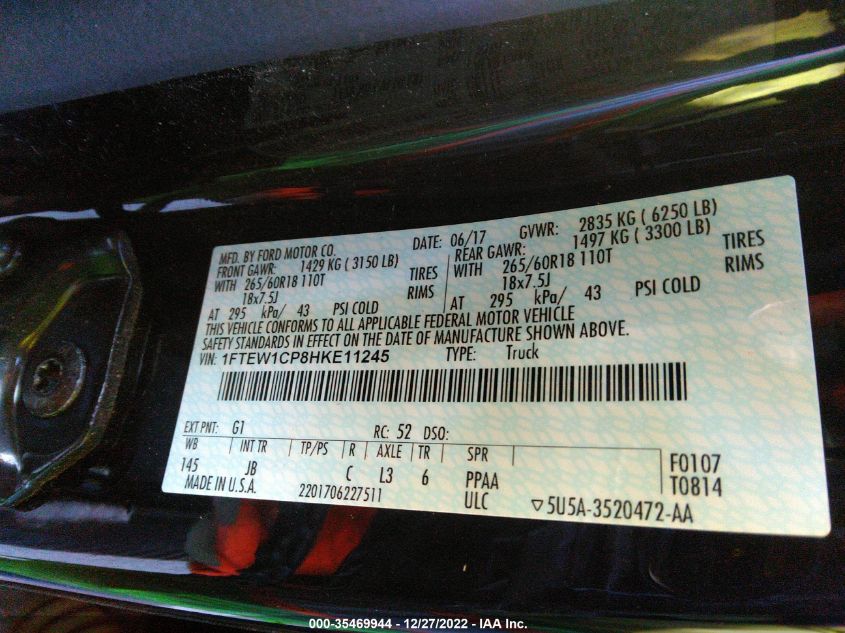 MFD. BY FORD MOTOR CO. DATE: 06/17 GVWR: 2835 KG ( 6250 LB)
FRONT GAWR: 1429 KG ( 3150 LB) REAR GAWR: 1497 KG ( 3300 LB)
WITH 265/60R18 110T TIRES WITH 265/60R18 110T TIRES
18x7.5J RIMS 18x7.5J RIMS
AT 295 kPa/ 43 PSI COLD AT 295 kPa/ 43 PSI COLD
THIS VEHICLE CONFORMS TO ALL APPLICABLE FEDERAL MOTOR VEHICLE
SAFETY STANDARDS IN EFFECT ON THE DATE OF MANUFACTURE SHOWN ABOVE.
VIN: 1FTEW1CP8HKE11245 TYPE: Truck
EXT PNT: G1 RC: 52 DSO:
WB INT TR TP/PS R AXLE TR SPR
145 JB C L3 6 PPAA F0107
MADE IN U.S.A. 2201706227511 ULC T0814
▽5U5A-3520472-AA
000-35469944 - 12/27/2022 - IAA Inc.